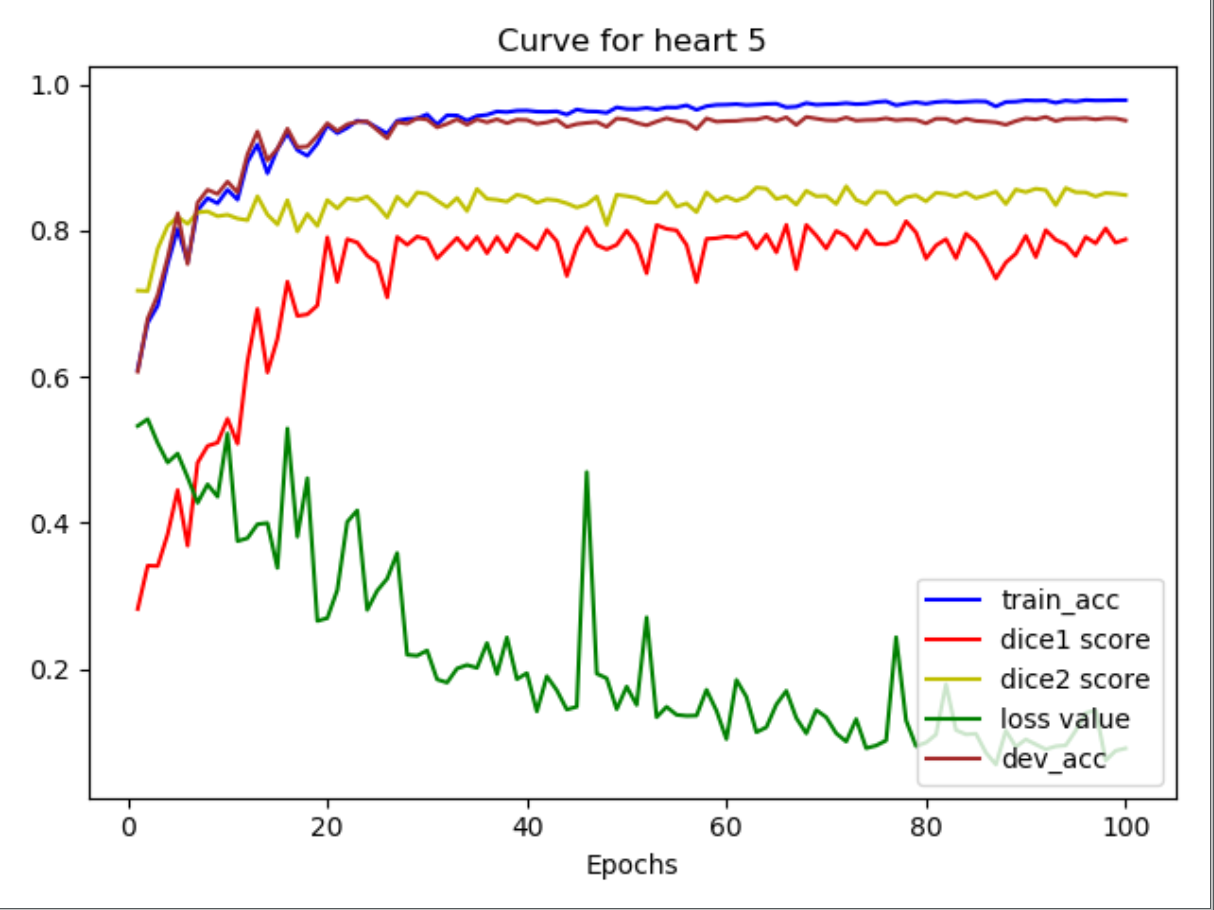 Curve for heart 5
1.0
0.8
0.6
0.4
0.2
train_acc
dice1 score
dice2 score
loss value
dev_acc
0 20 40 60 80 100
Epochs